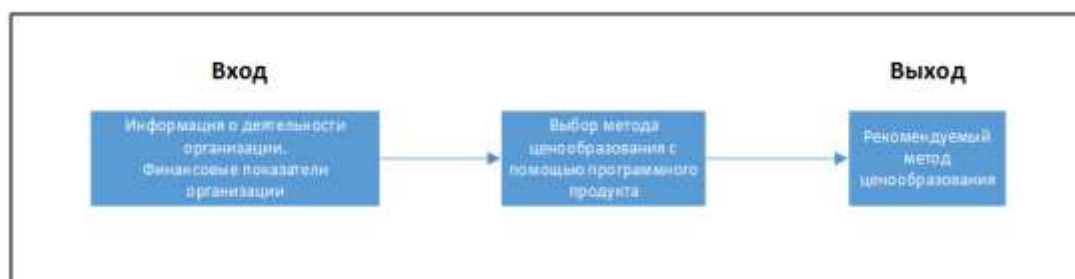 Вход
Выход
Информация о деятельности
организации.
Финансовые показатели
организации
Выбор метода
ценообразования с
помощью программного
продукта
Рекомендуемый
метод
ценообразования